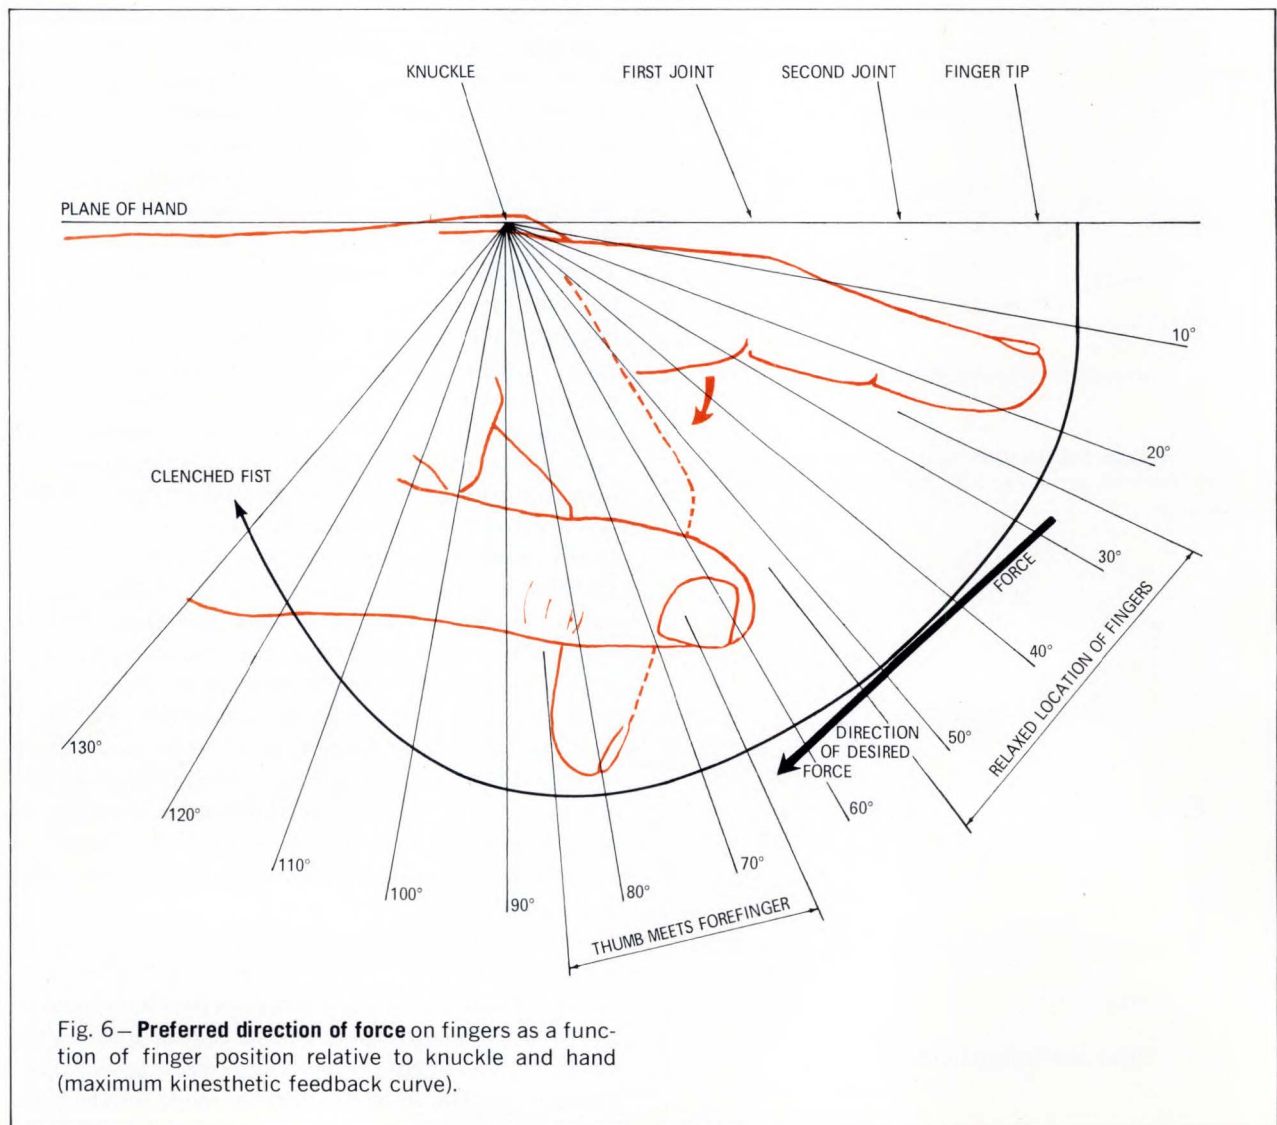 KNUCKLE
FIRST JOINT
SECOND JOINT
FINGER TIP
PLANE OF HAND
10°
20°
CLENCHED FIST
30°
FORCE
40°
RELAXED LOCATION OF FINGERS
50°
DIRECTION
OF DESIRED
FORCE
130°
60°
120°
110°
70°
100°
90°
80°
THUMB MEETS FOREFINGER
Fig. 6– Preferred direction of force on fingers as a func-
tion of finger position relative to knuckle and hand
(maximum kinesthetic feedback curve).